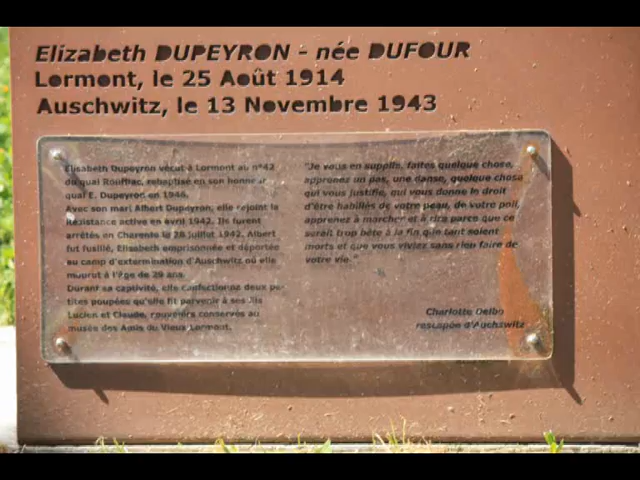 Elizabeth DUPEYRON - née DUFOUR
Lormont, le 25 Août 1914
Auschwitz, le 13 Novembre 1943
Elisabeth Dupeyron vécut à Lormont au n°42
du quai Rouffiac, rebaptisé en son honneur
quai E. Dupeyron en 1946.
Avec son mari Albert Dupeyron, elle rejoint la
Résistance active en avril 1942. Ils furent
arrêtés en Charente le 28 juillet 1942. Albert
fut fusillé, Elisabeth emprisonnée et déportée
au camp d'extermination d'Auschwitz où elle
mourut à l'âge de 29 ans.
Durant sa captivité, elle confectionna deux pe-
tites poupées qu'elle fit parvenir à ses fils
Lucien et Claude, souvenirs conservés au
musée des Amis du Vieux Lormont.
"Je vous en supplie, faites quelque chose,
apprenez un pas, une danse, quelque chose
qui vous justifie, qui vous donne le droit
d'être habillés de votre peau, de votre poil,
apprenez à marcher et à rire parce que ce
serait trop bête à la fin que tant soient
morts et que vous viviez sans rien faire de
votre vie."
Charlotte Delbo
rescapée d'Auchzwitz